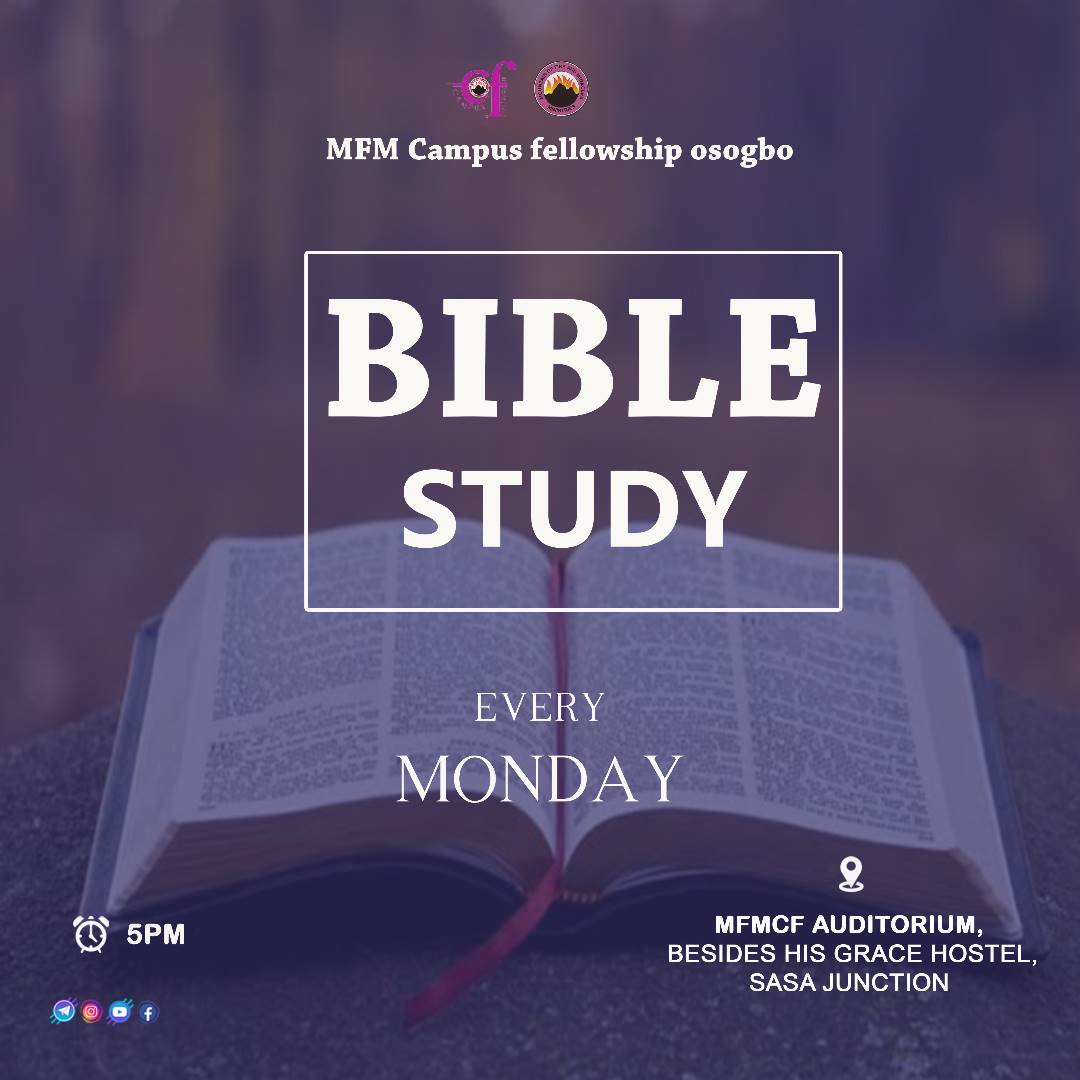 MFM Campus fellowship osogbo
BIBLE
STUDY
EVERY
MONDAY
5PM
MFMCF AUDITORIUM,
BESIDES HIS GRACE HOSTEL,
SASA JUNCTION